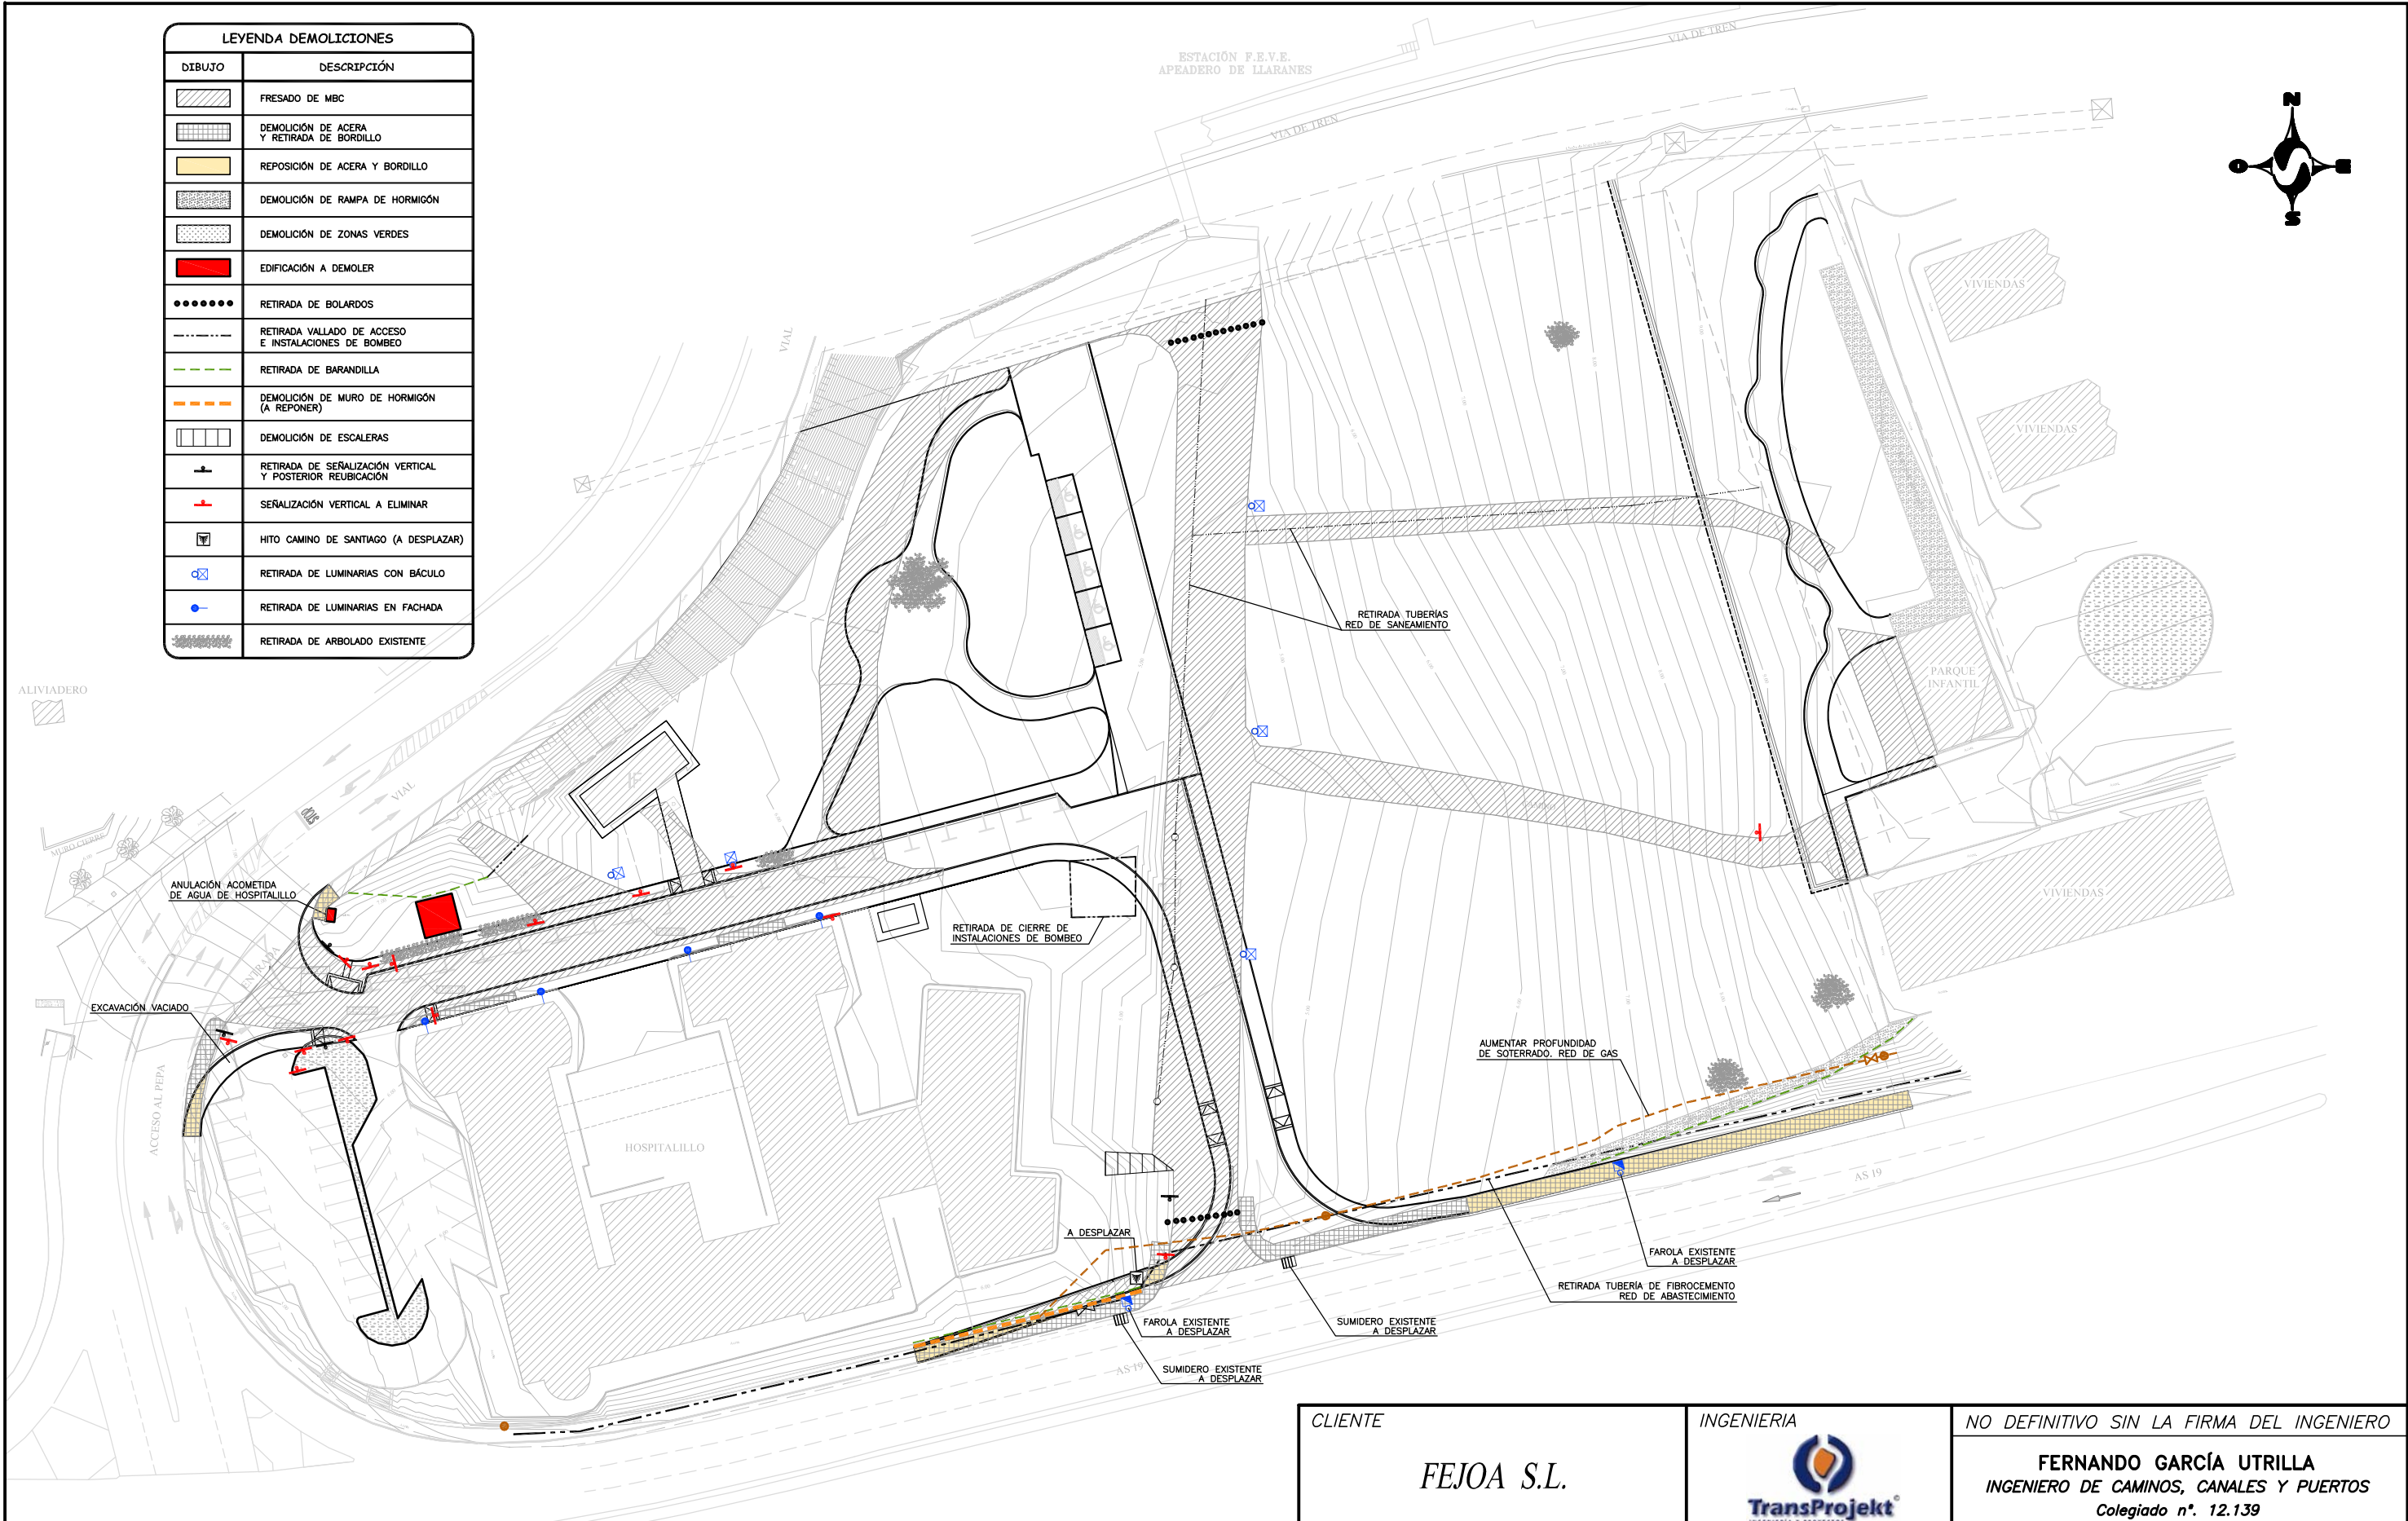 LEYENDA DEMOLICIONES
DIBUJO
DESCRIPCIÓN
FRESADO DE MBC
DEMOLICIÓN DE ACERA
Y RETIRADA DE BORDILLO
REPOSICIÓN DE ACERA Y BORDILLO
DEMOLICIÓN DE RAMPA DE HORMIGÓN
DEMOLICIÓN DE ZONAS VERDES
EDIFICACIÓN A DEMOLER
RETIRADA DE BOLARDOS
RETIRADA VALLADO DE ACCESO
E INSTALACIONES DE BOMBEO
RETIRADA DE BARANDILLA
DEMOLICIÓN DE MURO DE HORMIGÓN
(A REPONER)
DEMOLICIÓN DE ESCALERAS
RETIRADA DE SEÑALIZACIÓN VERTICAL
Y POSTERIOR REUBICACIÓN
SEÑALIZACIÓN VERTICAL A ELIMINAR
HITO CAMINO DE SANTIAGO (A DESPLAZAR)
RETIRADA DE LUMINARIAS CON BÁCULO
RETIRADA DE LUMINARIAS EN FACHADA
RETIRADA DE ARBOLADO EXISTENTE
ESTACIÓN F.E.V.E.
APEADERO DE LLARANES
VIA DE TREN
VIA DE TREN
N
O
E
S
VIAL
VIVIENDAS
VIVIENDAS
RETIRADA TUBERÍAS
RED DE SANEAMIENTO
PARQUE
INFANTIL
ALIVIADERO
VIAL
STOP
MURO CIERRE
CAMINO
VIVIENDAS
ANULACIÓN ACOMETIDA
DE AGUA DE HOSPITALILLO
RETIRADA DE CIERRE DE
INSTALACIONES DE BOMBEO
ENTRADA
EXCAVACIÓN VACIADO
AUMENTAR PROFUNDIDAD
DE SOTERRADO. RED DE GAS
ACCESO AL PEPA
HOSPITALILLO
AS 19
A DESPLAZAR
FAROLA EXISTENTE
A DESPLAZAR
RETIRADA TUBERÍA DE FIBROCEMENTO
RED DE ABASTECIMIENTO
FAROLA EXISTENTE
A DESPLAZAR
SUMIDERO EXISTENTE
A DESPLAZAR
SUMIDERO EXISTENTE
A DESPLAZAR
AS 19
CLIENTE
FEJOA S.L.
INGENIERIA
TransProjekt
NO DEFINITIVO SIN LA FIRMA DEL INGENIERO
FERNANDO GARCÍA UTRILLA
INGENIERO DE CAMINOS, CANALES Y PUERTOS
Colegiado nº. 12.139